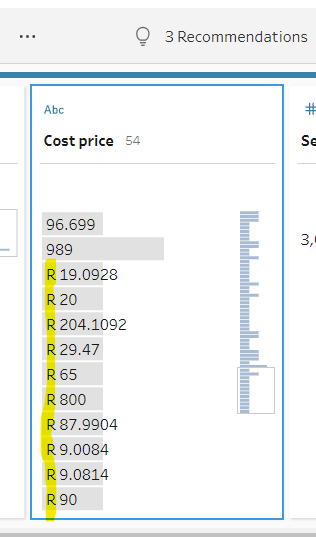 ... 3 Recommendations
Abc
#
Cost price 54
Se
96.699
989
3,
R 19.0928
R 20
R 204.1092
R 29.47
R 65
R 800
R 87.9904
R 9.0084
R 9.0814
R 90